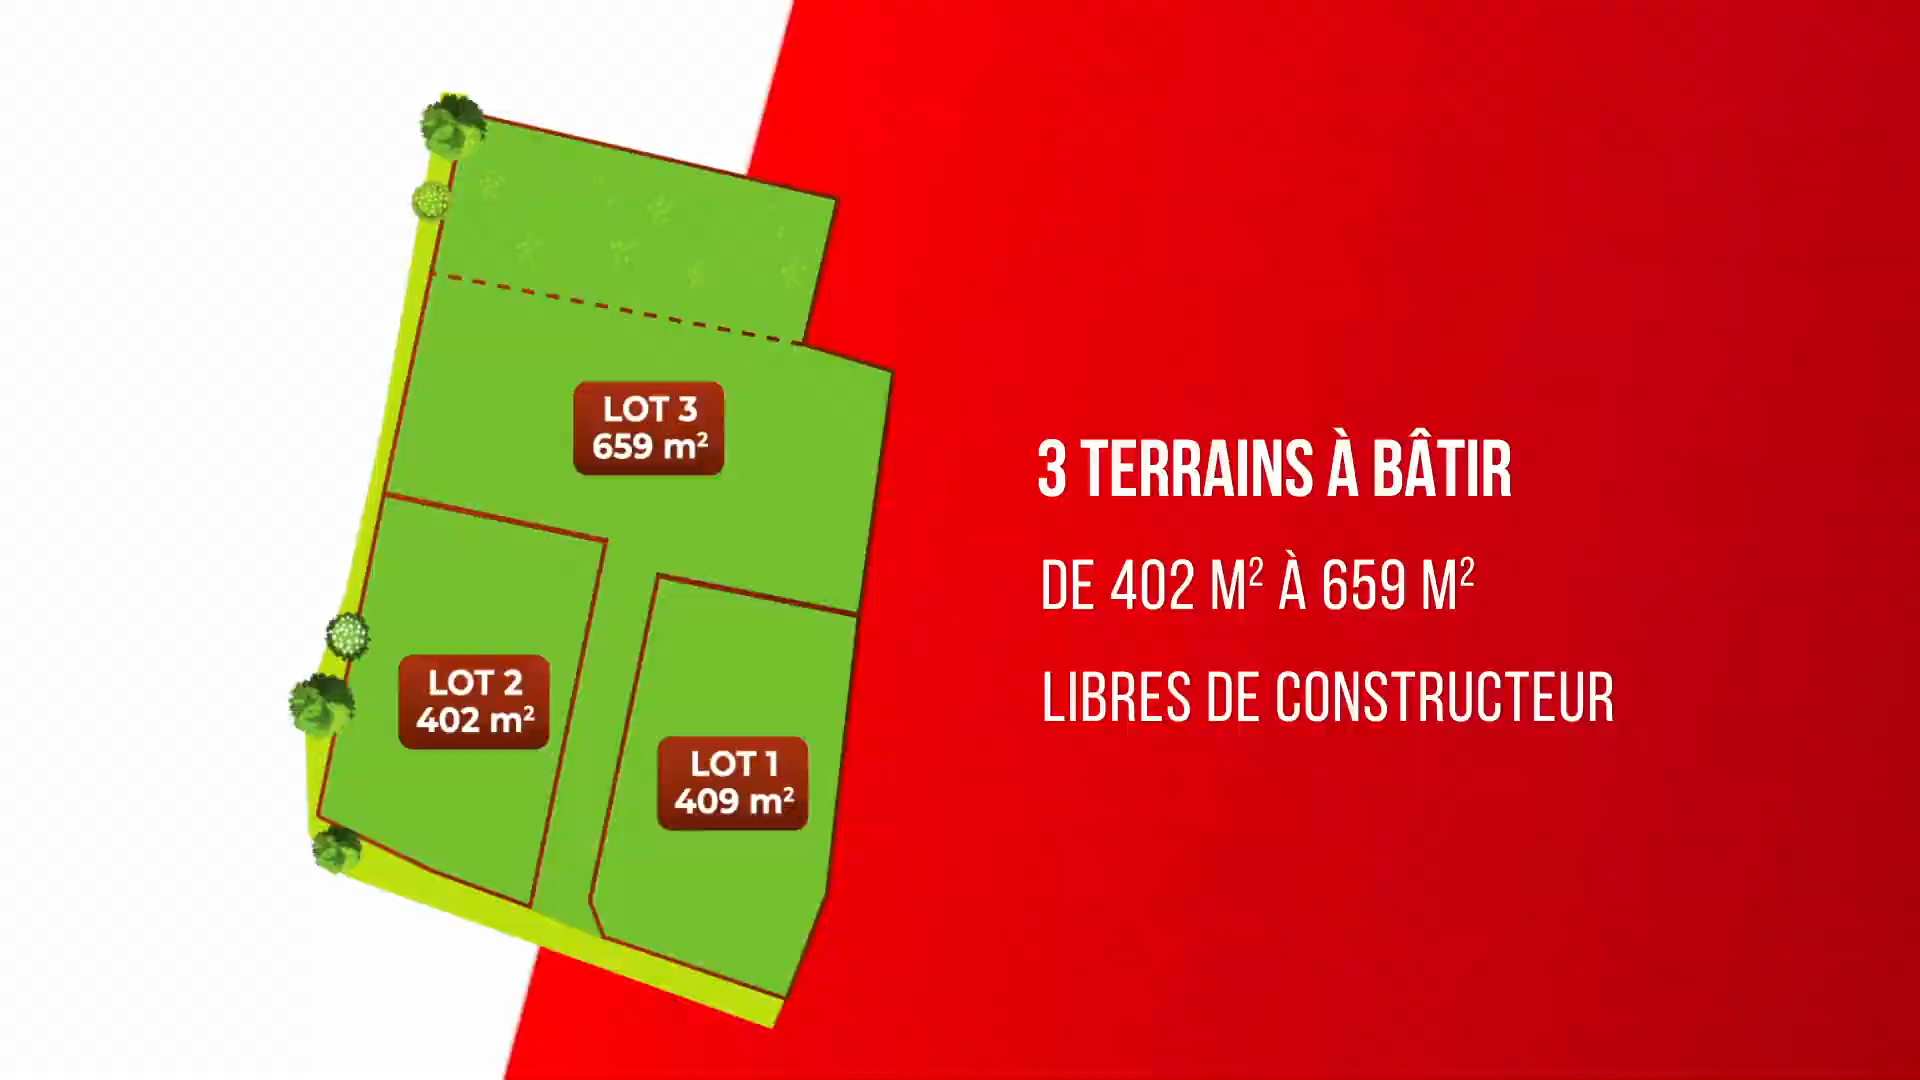 LOT 3
659 m²
LOT 2
402 m²
LOT 1
409 m²
3 TERRAINS À BÂTIR
DE 402 M² À 659 M²
LIBRES DE CONSTRUCTEUR